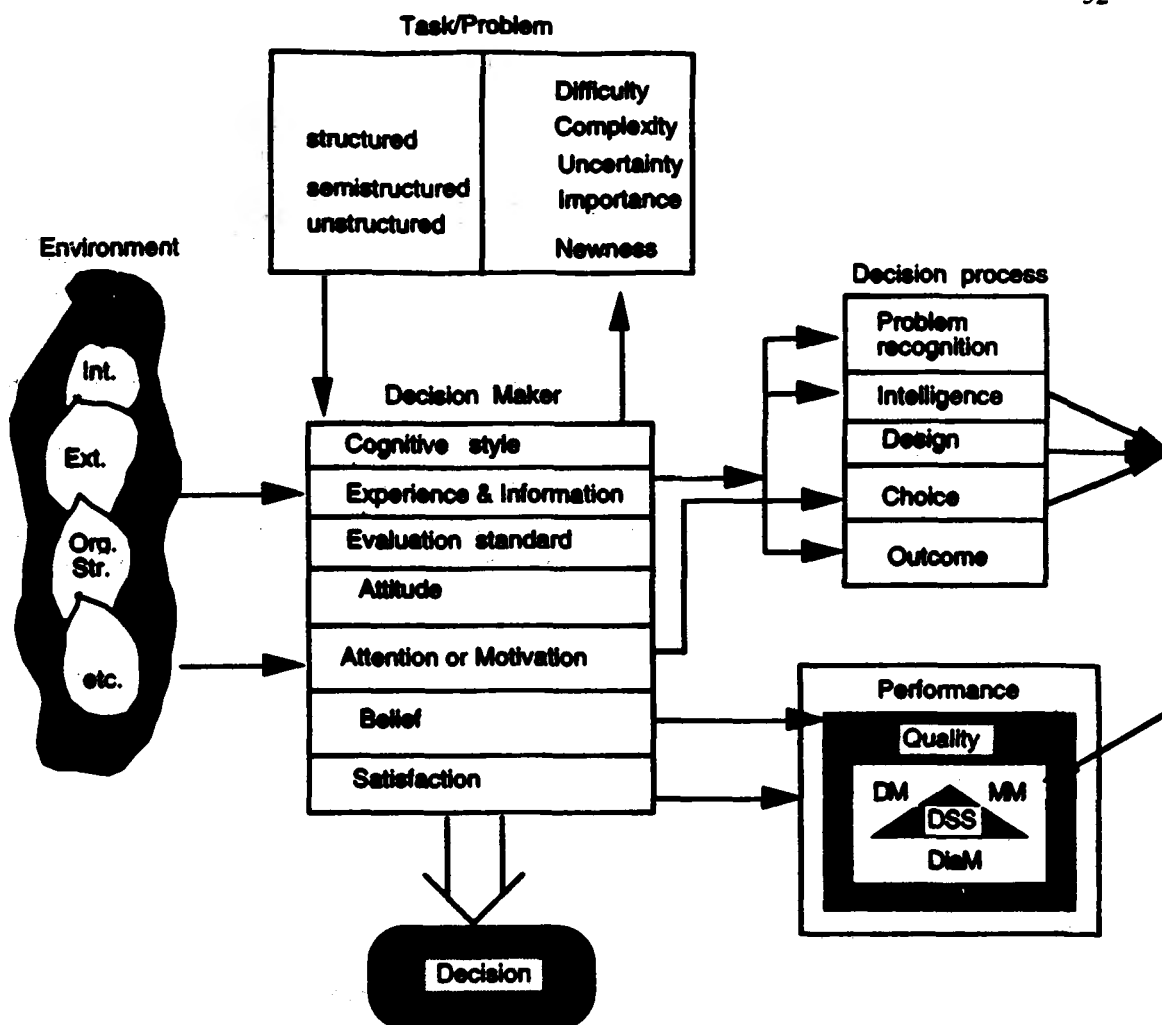 Task/Problem
structured
semistructured
unstructured
Difficulty
Complexity
Uncertainty
Importance
Newness
Environment
Int.
Ext.
Org.
Str.
etc.
Decision Maker
Cognitive style
Experience & Information
Evaluation standard
Attitude
Attention or Motivation
Belief
Satisfaction
Decision process
Problem
recognition
Intelligence
Design
Choice
Outcome
Performance
Quality
DM MM
DSS
DiaM
Decision